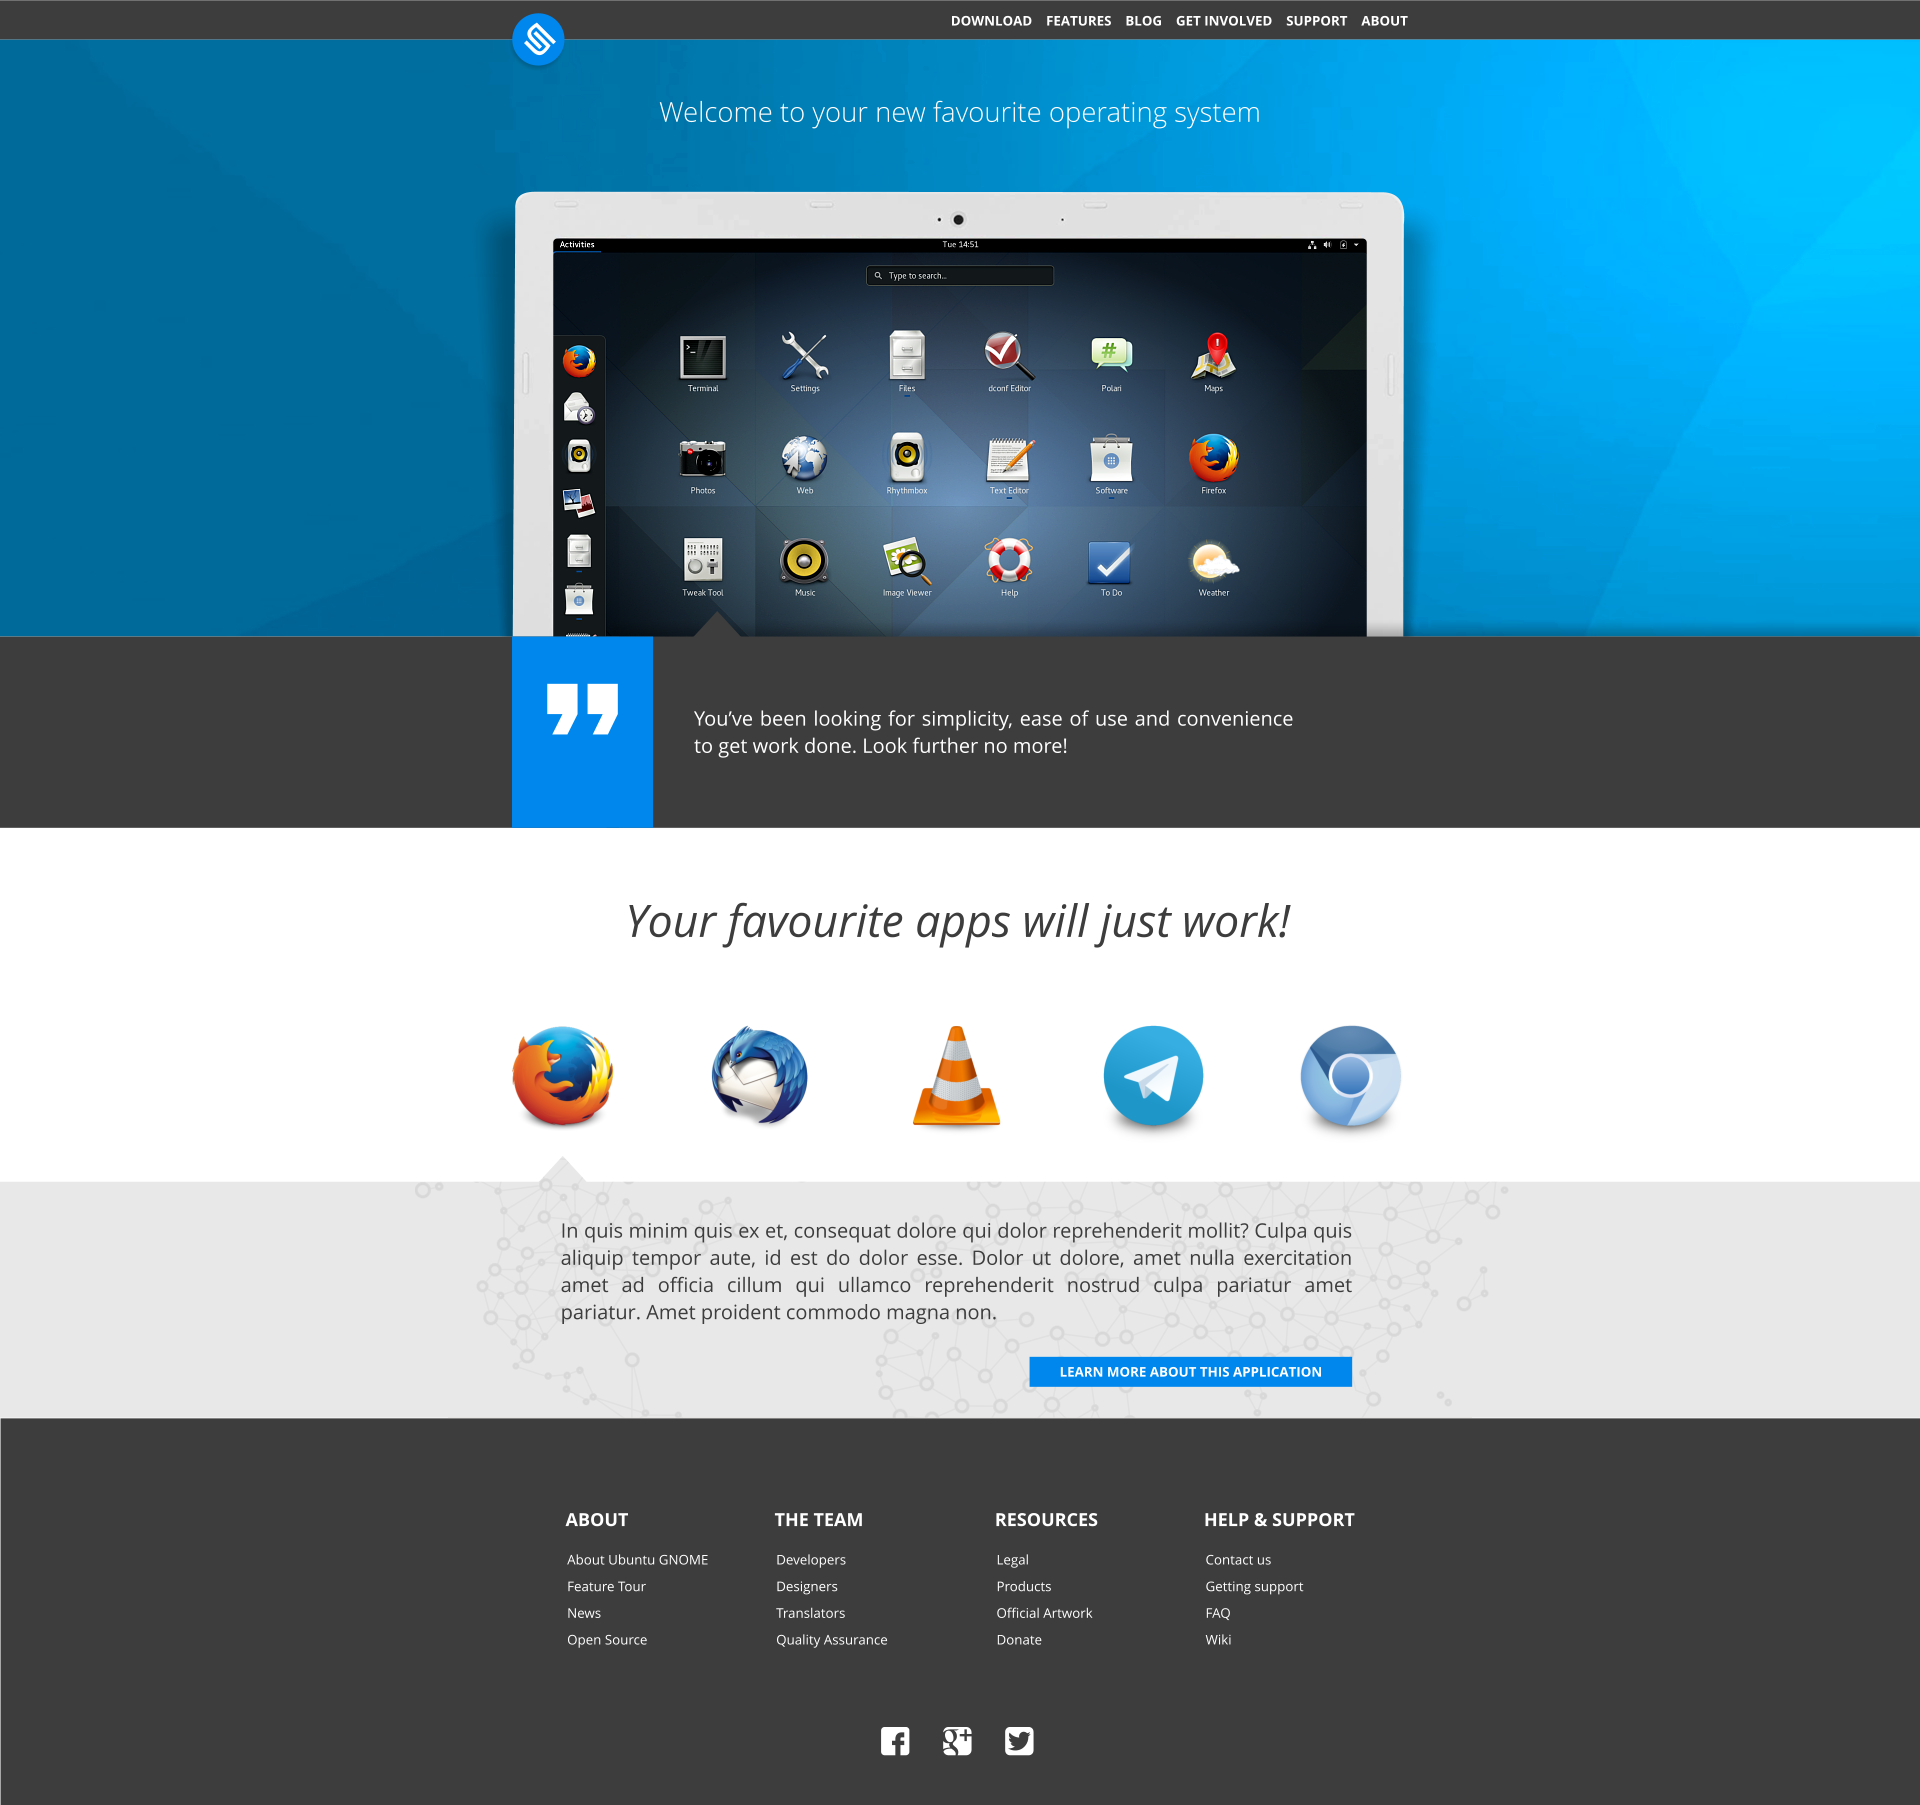 DOWNLOAD FEATURES BLOG GET INVOLVED SUPPORT ABOUT
Welcome to your new favourite operating system
Activities Tue 14:51
Type to search...
Terminal Settings Files dconf Editor Polari Maps
Photos Web Rhythmbox Text Editor Software Firefox
Tweak Tool Music Image Viewer Help To Do Weather
You’ve been looking for simplicity, ease of use and convenience
to get work done. Look further no more!
Your favourite apps will just work!
In quis minim quis ex et, consequat dolore qui dolor reprehenderit mollit? Culpa quis
aliquip tempor aute, id est do dolor esse. Dolor ut dolore, amet nulla exercitation
amet ad officia cillum qui ullamco reprehenderit nostrud culpa pariatur amet
pariatur. Amet proident commodo magna non.
LEARN MORE ABOUT THIS APPLICATION
ABOUT THE TEAM RESOURCES HELP & SUPPORT
About Ubuntu GNOME Developers Legal Contact us
Feature Tour Designers Products Getting support
News Translators Official Artwork FAQ
Open Source Quality Assurance Donate Wiki